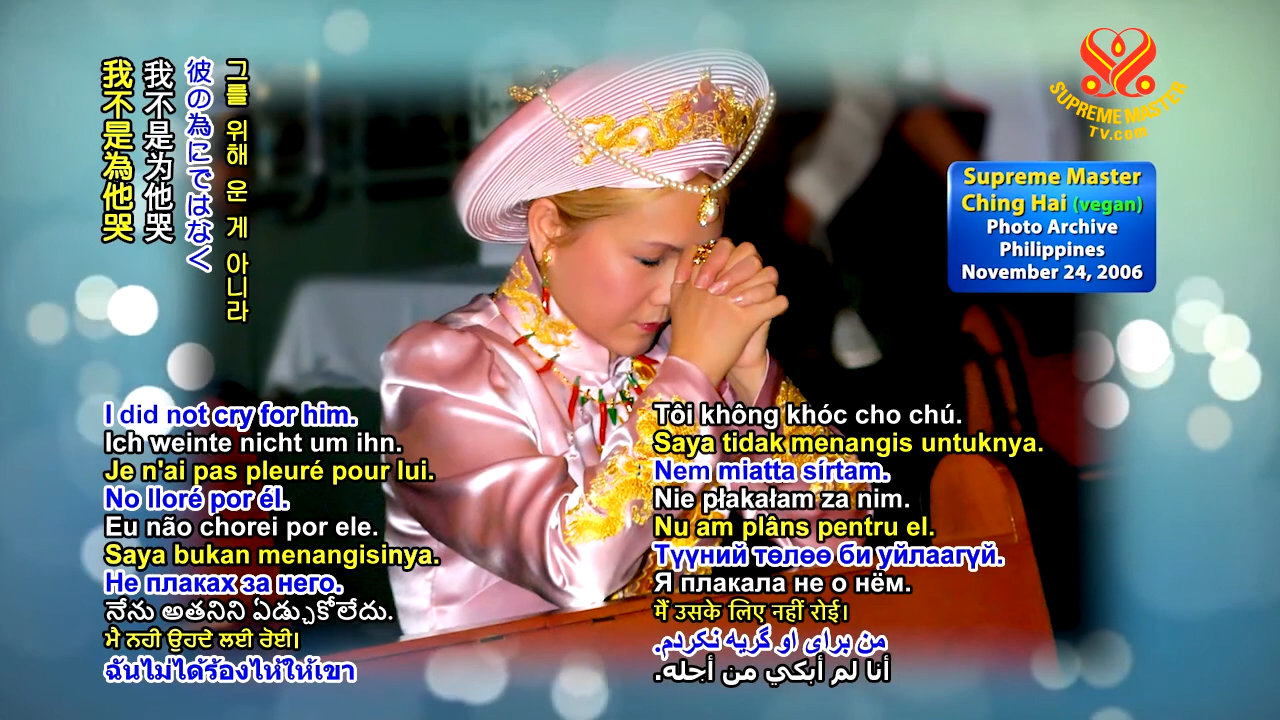 我不是為他哭
我不是为他哭
彼の為にではなく
그를 위해 운 게 아니라
SUPREME MASTER
TV.com
Supreme Master
Ching Hai (vegan)
Photo Archive
Philippines
November 24, 2006
I did not cry for him.
Ich weinte nicht um ihn.
Je n'ai pas pleuré pour lui.
No lloré por él.
Eu não chorei por ele.
Saya bukan menangisinya.
Не плаках за него.
నేను అతనిని ఏడ్చుకోలేదు.
ਮੈ ਨਹੀ ਉਹਦੇ ਲਈ ਰੋਈ।
ฉันไม่ได้ร้องไห้ให้เขา
Tôi không khóc cho chú.
Saya tidak menangis untuknya.
Nem miatta sírtam.
Nie płakałam za nim.
Nu am plâns pentru el.
Түүний төлөө би уйлаагүй.
Я плакала не о нём.
मैं उसके लिए नहीं रोई।
من برای او گریه نکردم.
أنا لم أبكي من أجله.